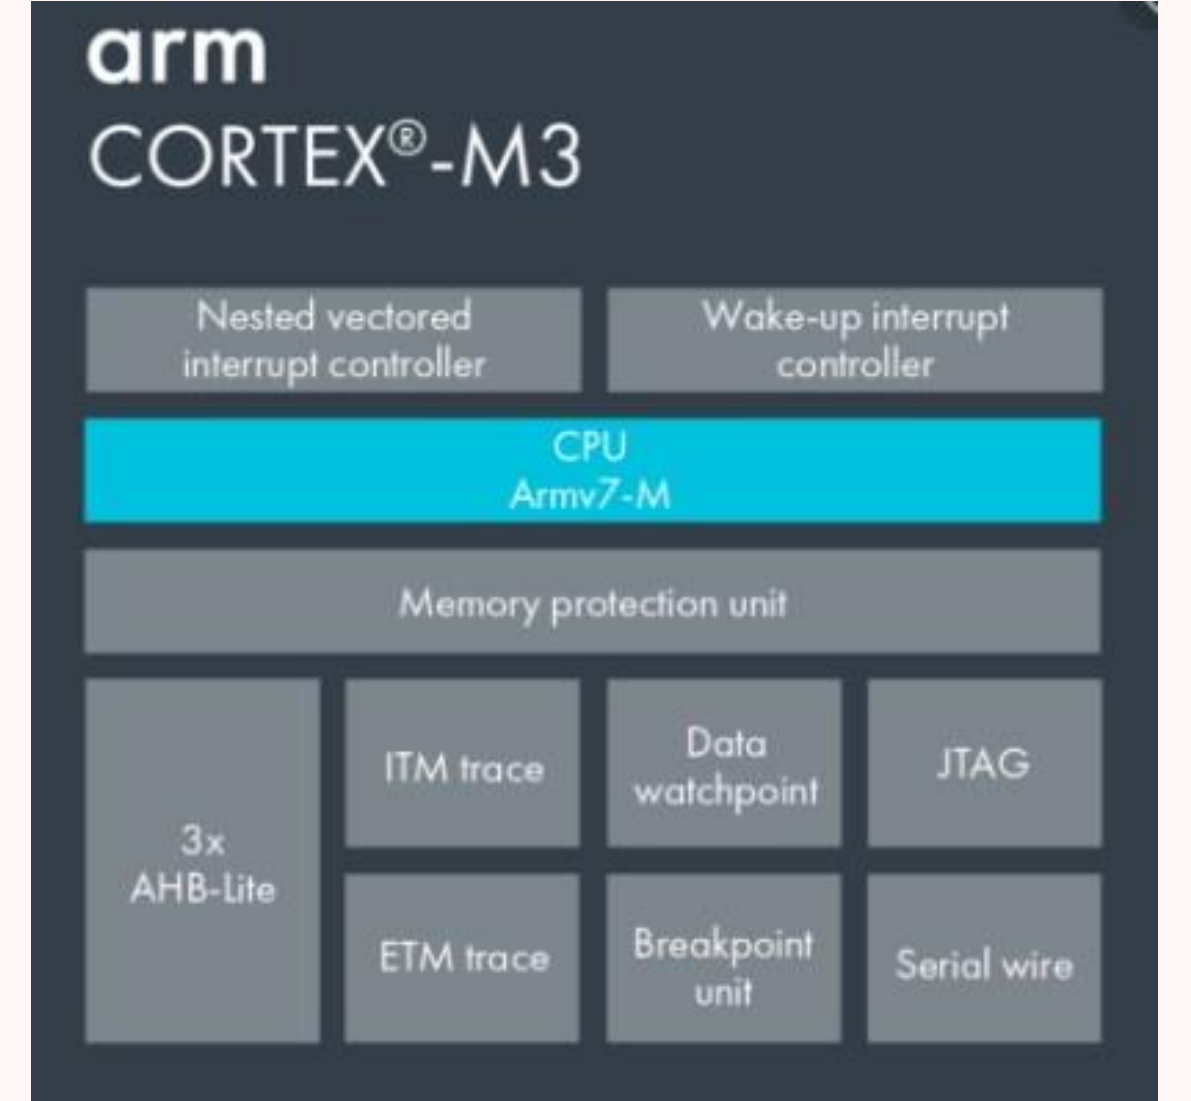 arm
CORTEX®-M3
Nested vectored
interrupt controller
Wake-up interrupt
controller
CPU
Armv7-M
Memory protection unit
3x
AHB-Lite
ITM trace
Data
watchpoint
JTAG
ETM trace
Breakpoint
unit
Serial wire